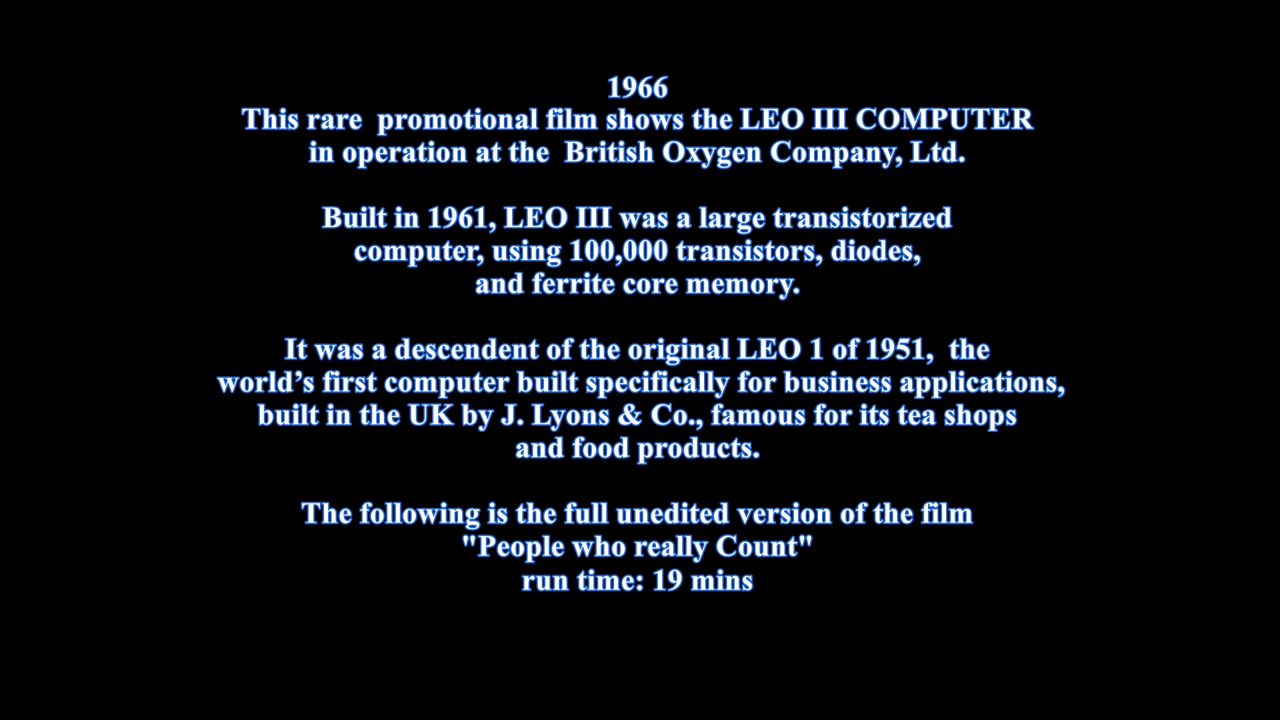 1966
This rare  promotional film shows the LEO III COMPUTER
in operation at the  British Oxygen Company, Ltd.
Built in 1961, LEO III was a large transistorized
computer, using 100,000 transistors, diodes,
and ferrite core memory.
It was a descendent of the original LEO 1 of 1951,  the
world’s first computer built specifically for business applications,
built in the UK by J. Lyons & Co., famous for its tea shops
and food products.
The following is the full unedited version of the film
"People who really Count"
run time: 19 mins